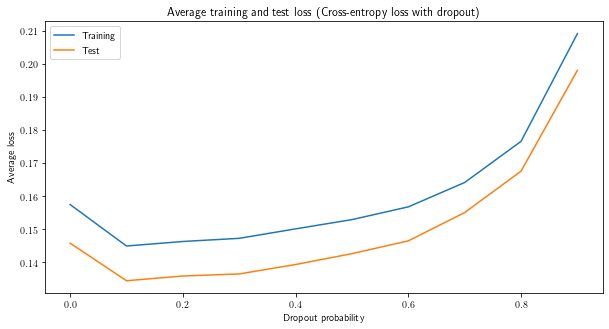 Average training and test loss (Cross-entropy loss with dropout)
Training
Test
0.21
0.20
0.19
0.18
0.17
0.16
0.15
0.14
Average loss
0.0 0.2 0.4 0.6 0.8
Dropout probability